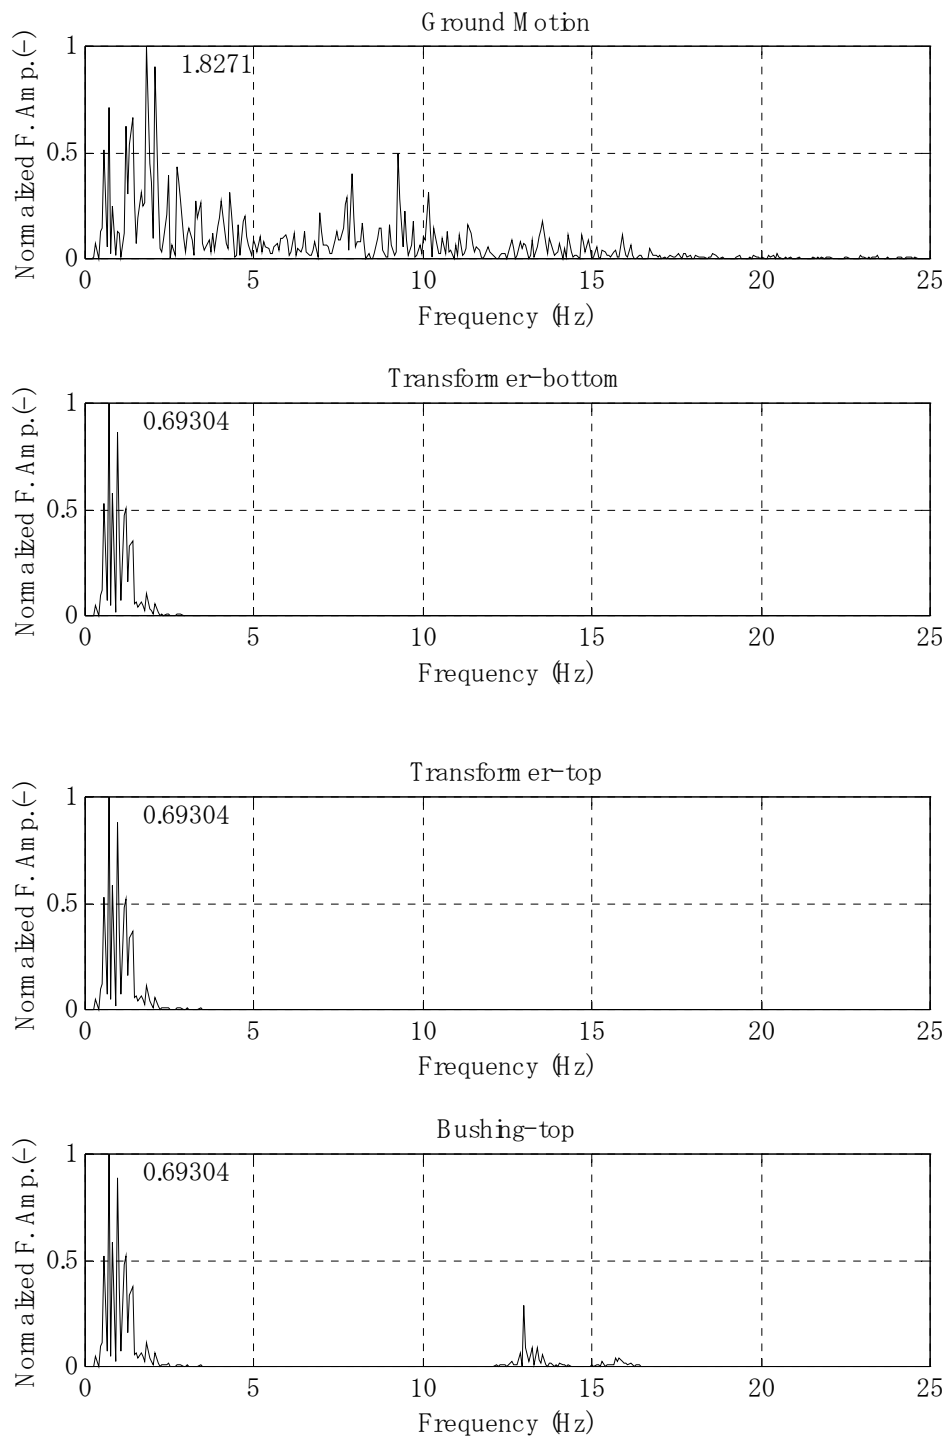 Ground Motion
Normalized F. Amp.(-)
1
0.5
0
1.8271
0 5 10 15 20 25
Frequency (Hz)
Transformer-bottom
Normalized F. Amp.(-)
1
0.5
0
0.69304
0 5 10 15 20 25
Frequency (Hz)
Transformer-top
Normalized F. Amp.(-)
1
0.5
0
0.69304
0 5 10 15 20 25
Frequency (Hz)
Bushing-top
Normalized F. Amp.(-)
1
0.5
0
0.69304
0 5 10 15 20 25
Frequency (Hz)